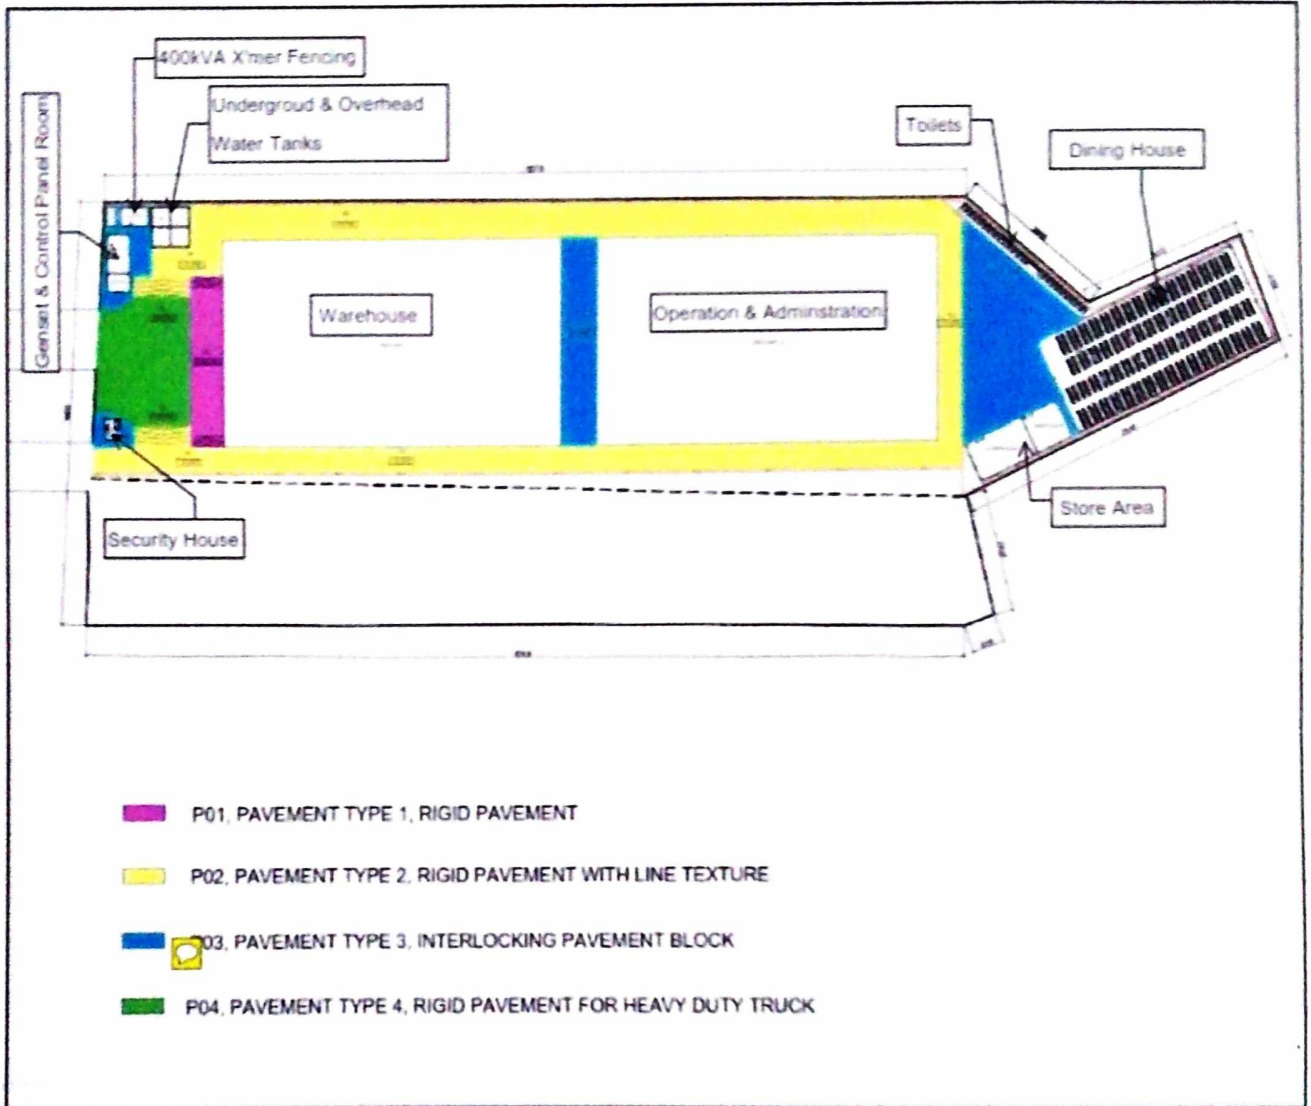 400kVA X'mer Fencing
Undergroud & Overhead
Water Tanks
Genset & Control Panel Room
Toilets
Dining House
Warehouse
Operation & Adminstration
Store Area
Security House
P01, PAVEMENT TYPE 1, RIGID PAVEMENT
P02, PAVEMENT TYPE 2, RIGID PAVEMENT WITH LINE TEXTURE
P03, PAVEMENT TYPE 3, INTERLOCKING PAVEMENT BLOCK
P04, PAVEMENT TYPE 4, RIGID PAVEMENT FOR HEAVY DUTY TRUCK